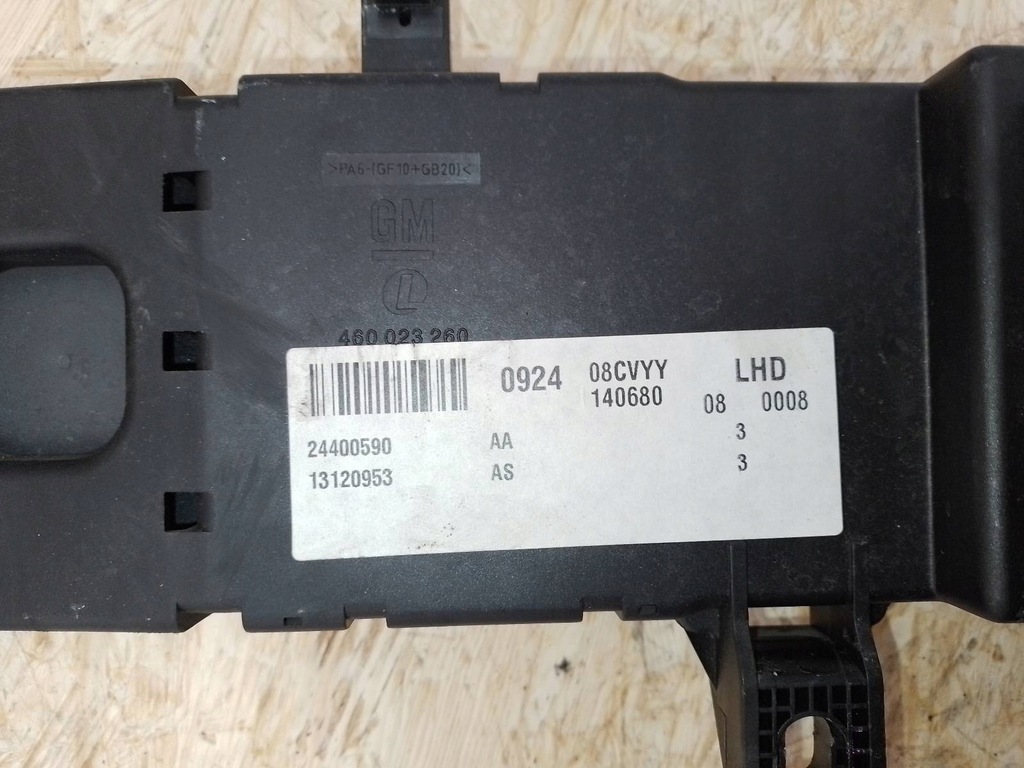 >PA6-(GF10+GB20)<
GM
L
460 023 260
0924 08CVYY LHD
140680 08 0008
24400590 AA 3
13120953 AS 3